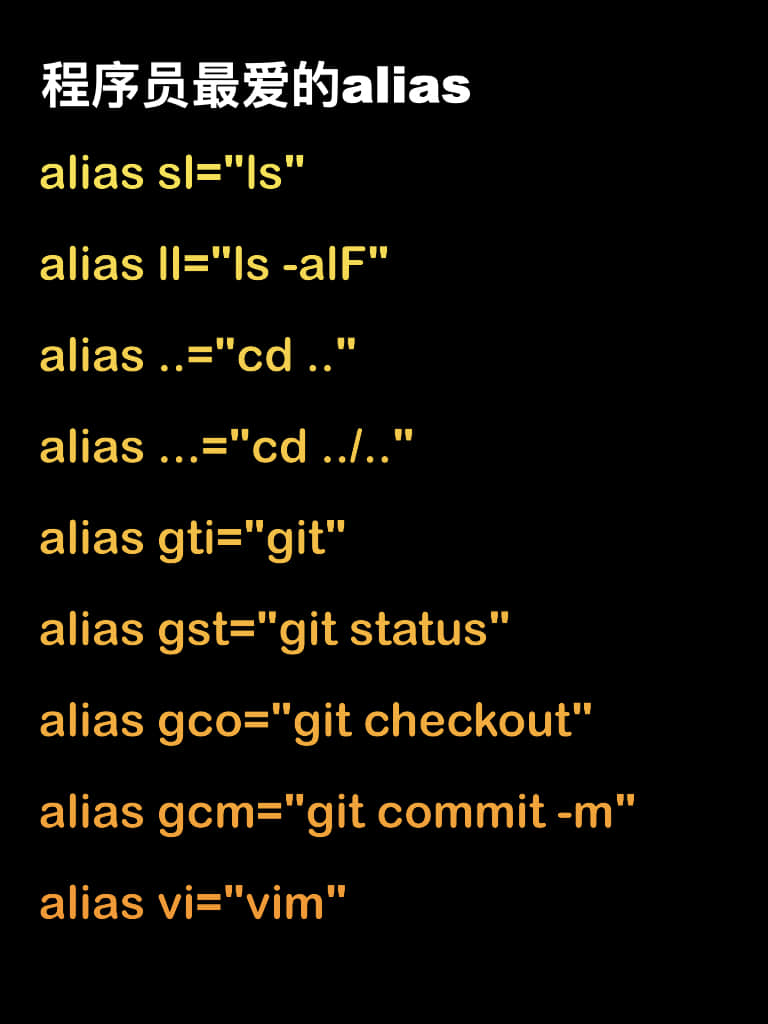 程序员最爱的alias
alias sl="ls"
alias ll="ls -alF"
alias ..="cd .."
alias ...="cd ../.."
alias gti="git"
alias gst="git status"
alias gco="git checkout"
alias gcm="git commit -m"
alias vi="vim"